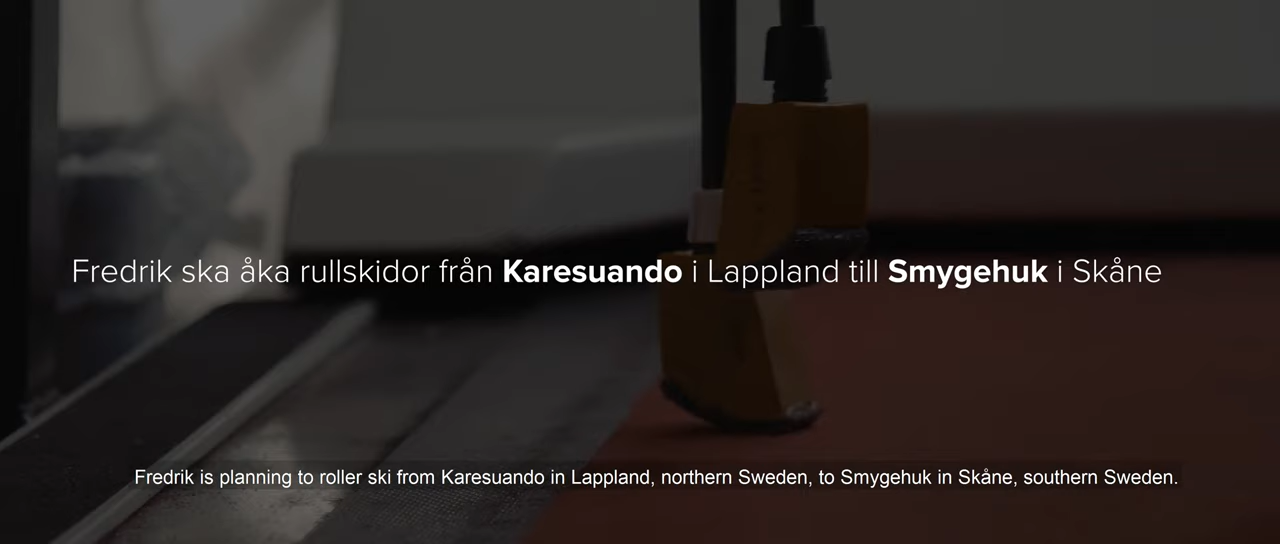 Fredrik ska åka rullskidor från Karesuando i Lappland till Smygehuk i Skåne
Fredrik is planning to roller ski from Karesuando in Lappland, northern Sweden, to Smygehuk in Skåne, southern Sweden.